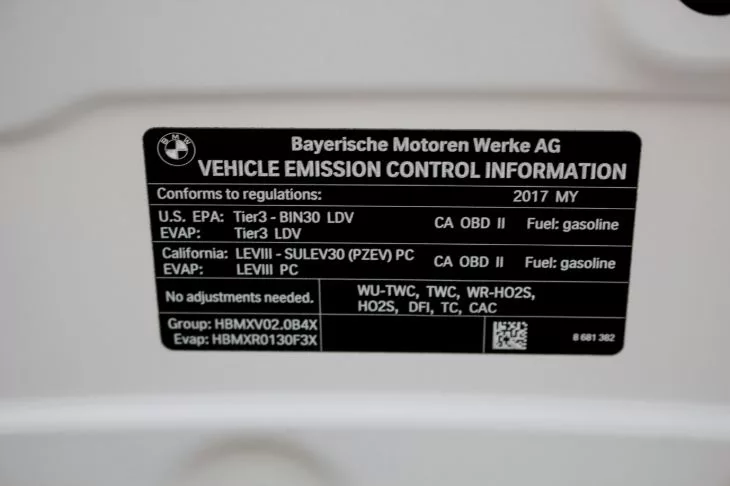 BMW
Bayerische Motoren Werke AG
VEHICLE EMISSION CONTROL INFORMATION
Conforms to regulations: 2017 MY
U.S. EPA: Tier3 - BIN30 LDV CA OBD II Fuel: gasoline
EVAP: Tier3 LDV
California: LEVIII - SULEV30 (PZEV) PC CA OBD II Fuel: gasoline
EVAP: LEVIII PC
No adjustments needed. WU-TWC, TWC, WR-HO2S,
HO2S, DFI, TC, CAC
Group: HBMXV02.0B4X
Evap: HBMXR0130F3X
8 681 382